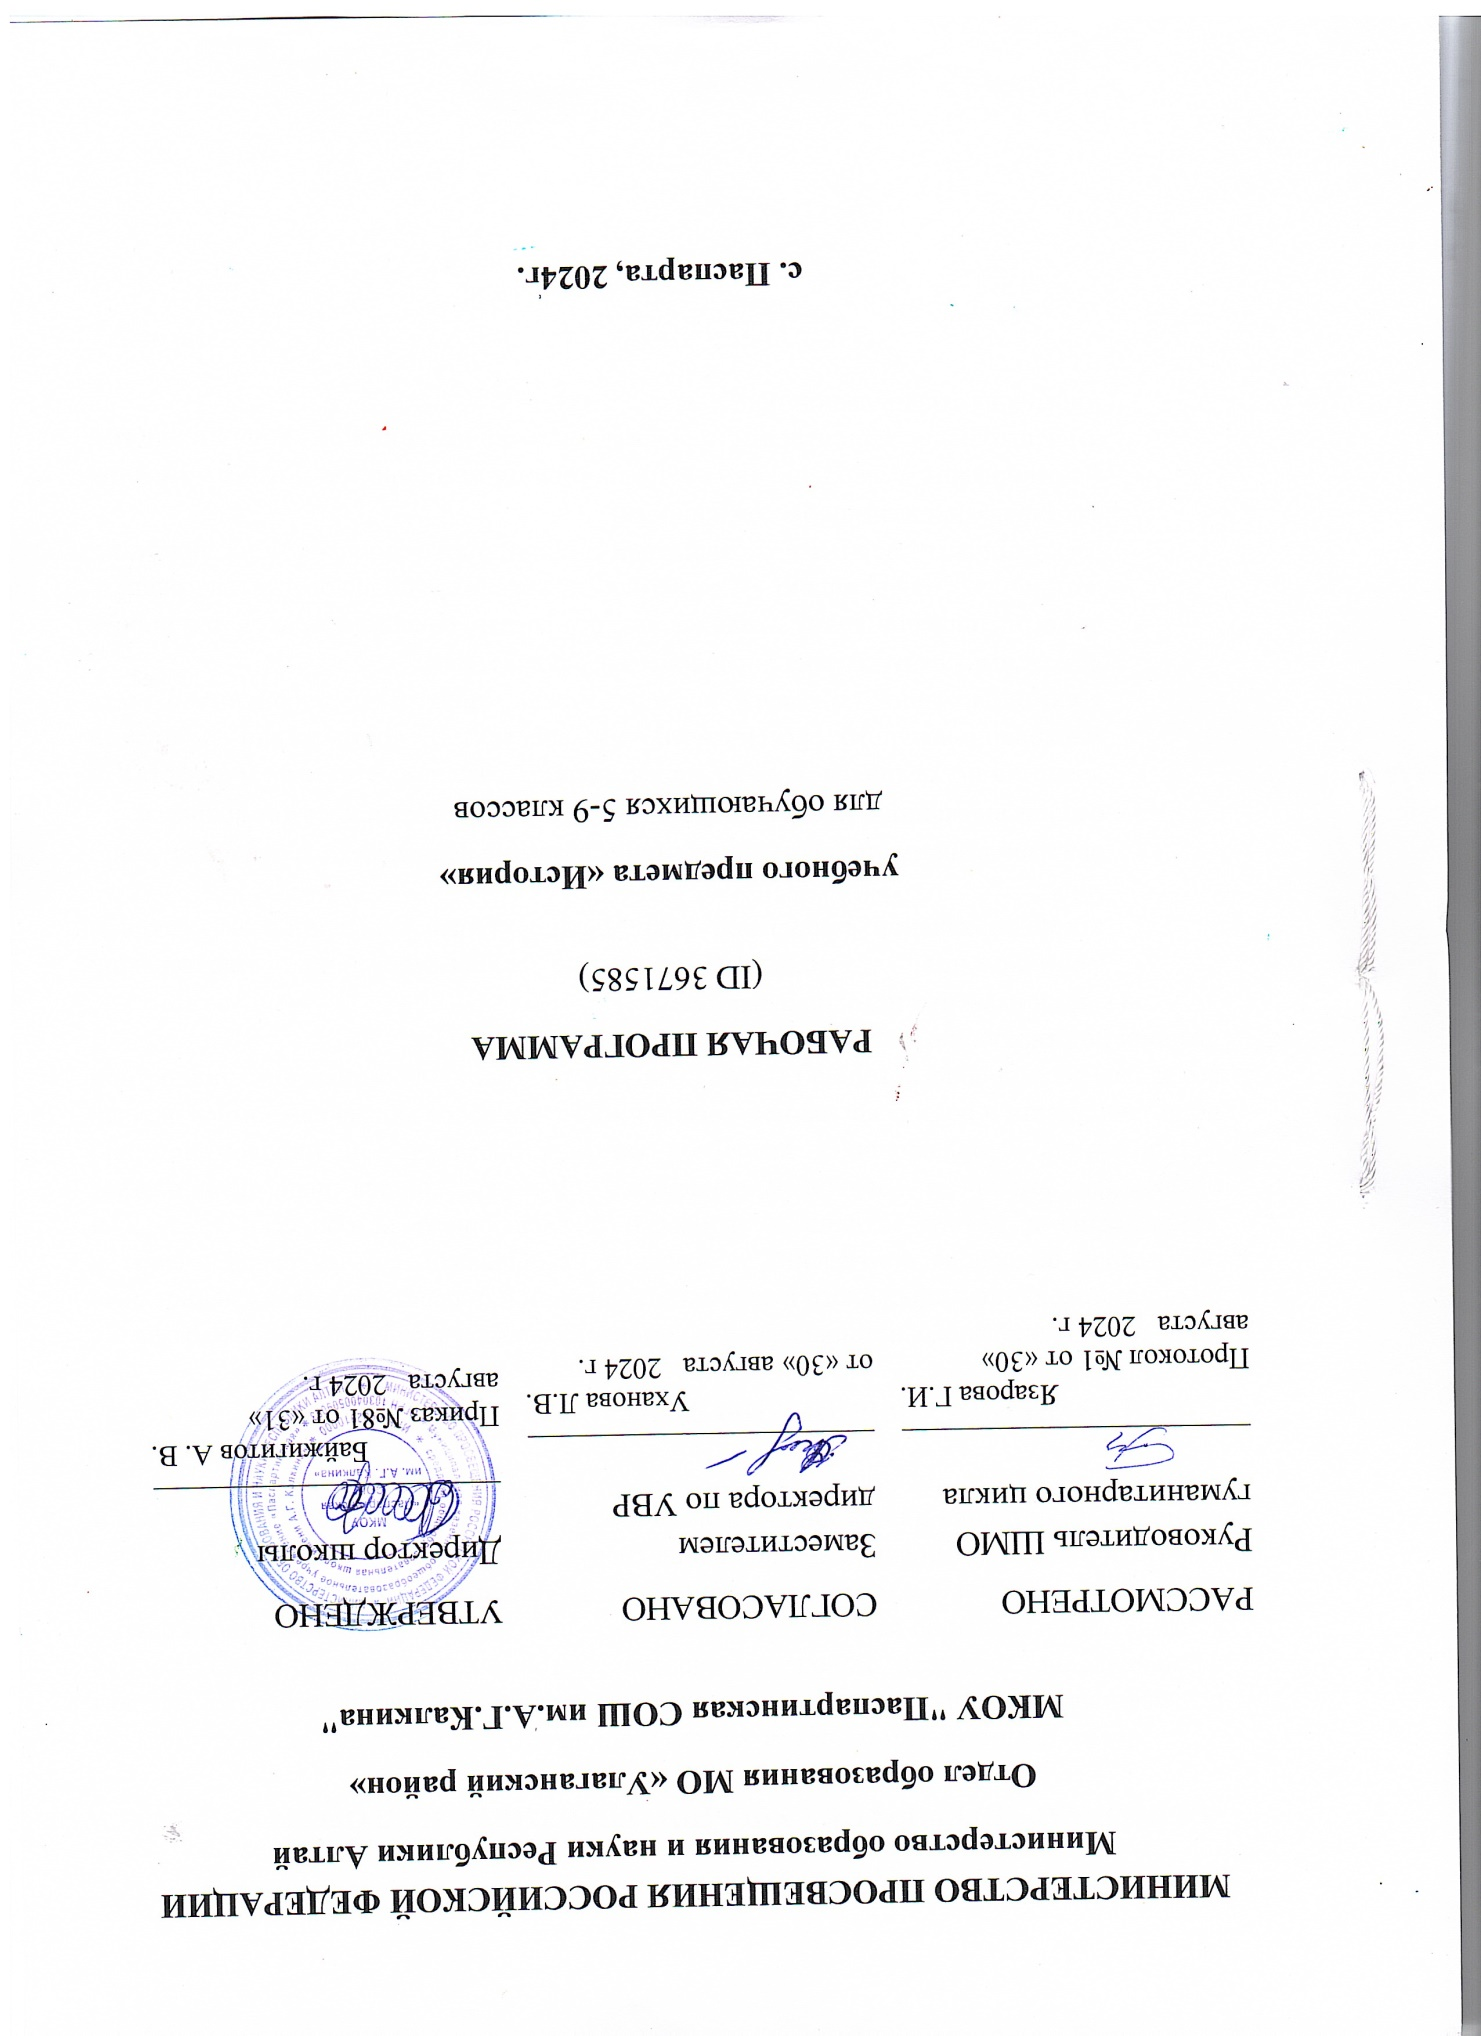 МИНИСТЕРСТВО ПРОСВЕЩЕНИЯ РОССИЙСКОЙ ФЕДЕРАЦИИ
Министерство образования и науки Республики Алтай
Отдел образования МО «Улаганский район»
МКОУ "Паспартинская СОШ им.А.Г.Калкина"
РАССМОТРЕНО
Руководитель ШМО
гуманитарного цикла
Язарова Г.И.
Протокол №1 от «30»
августа 2024 г.
СОГЛАСОВАНО
Заместителем
директора по УВР
Уханова Л.В.
от «30» августа 2024 г.
УТВЕРЖДЕНО
Директор школы
Байжигитов А. В.
Приказ №81 от «31»
августа 2024 г.
МКОУ
им. А.Г. Калкина»
РАБОЧАЯ ПРОГРАММА
(ID 3671585)
учебного предмета «История»
для обучающихся 5-9 классов
с. Паспарта, 2024г.